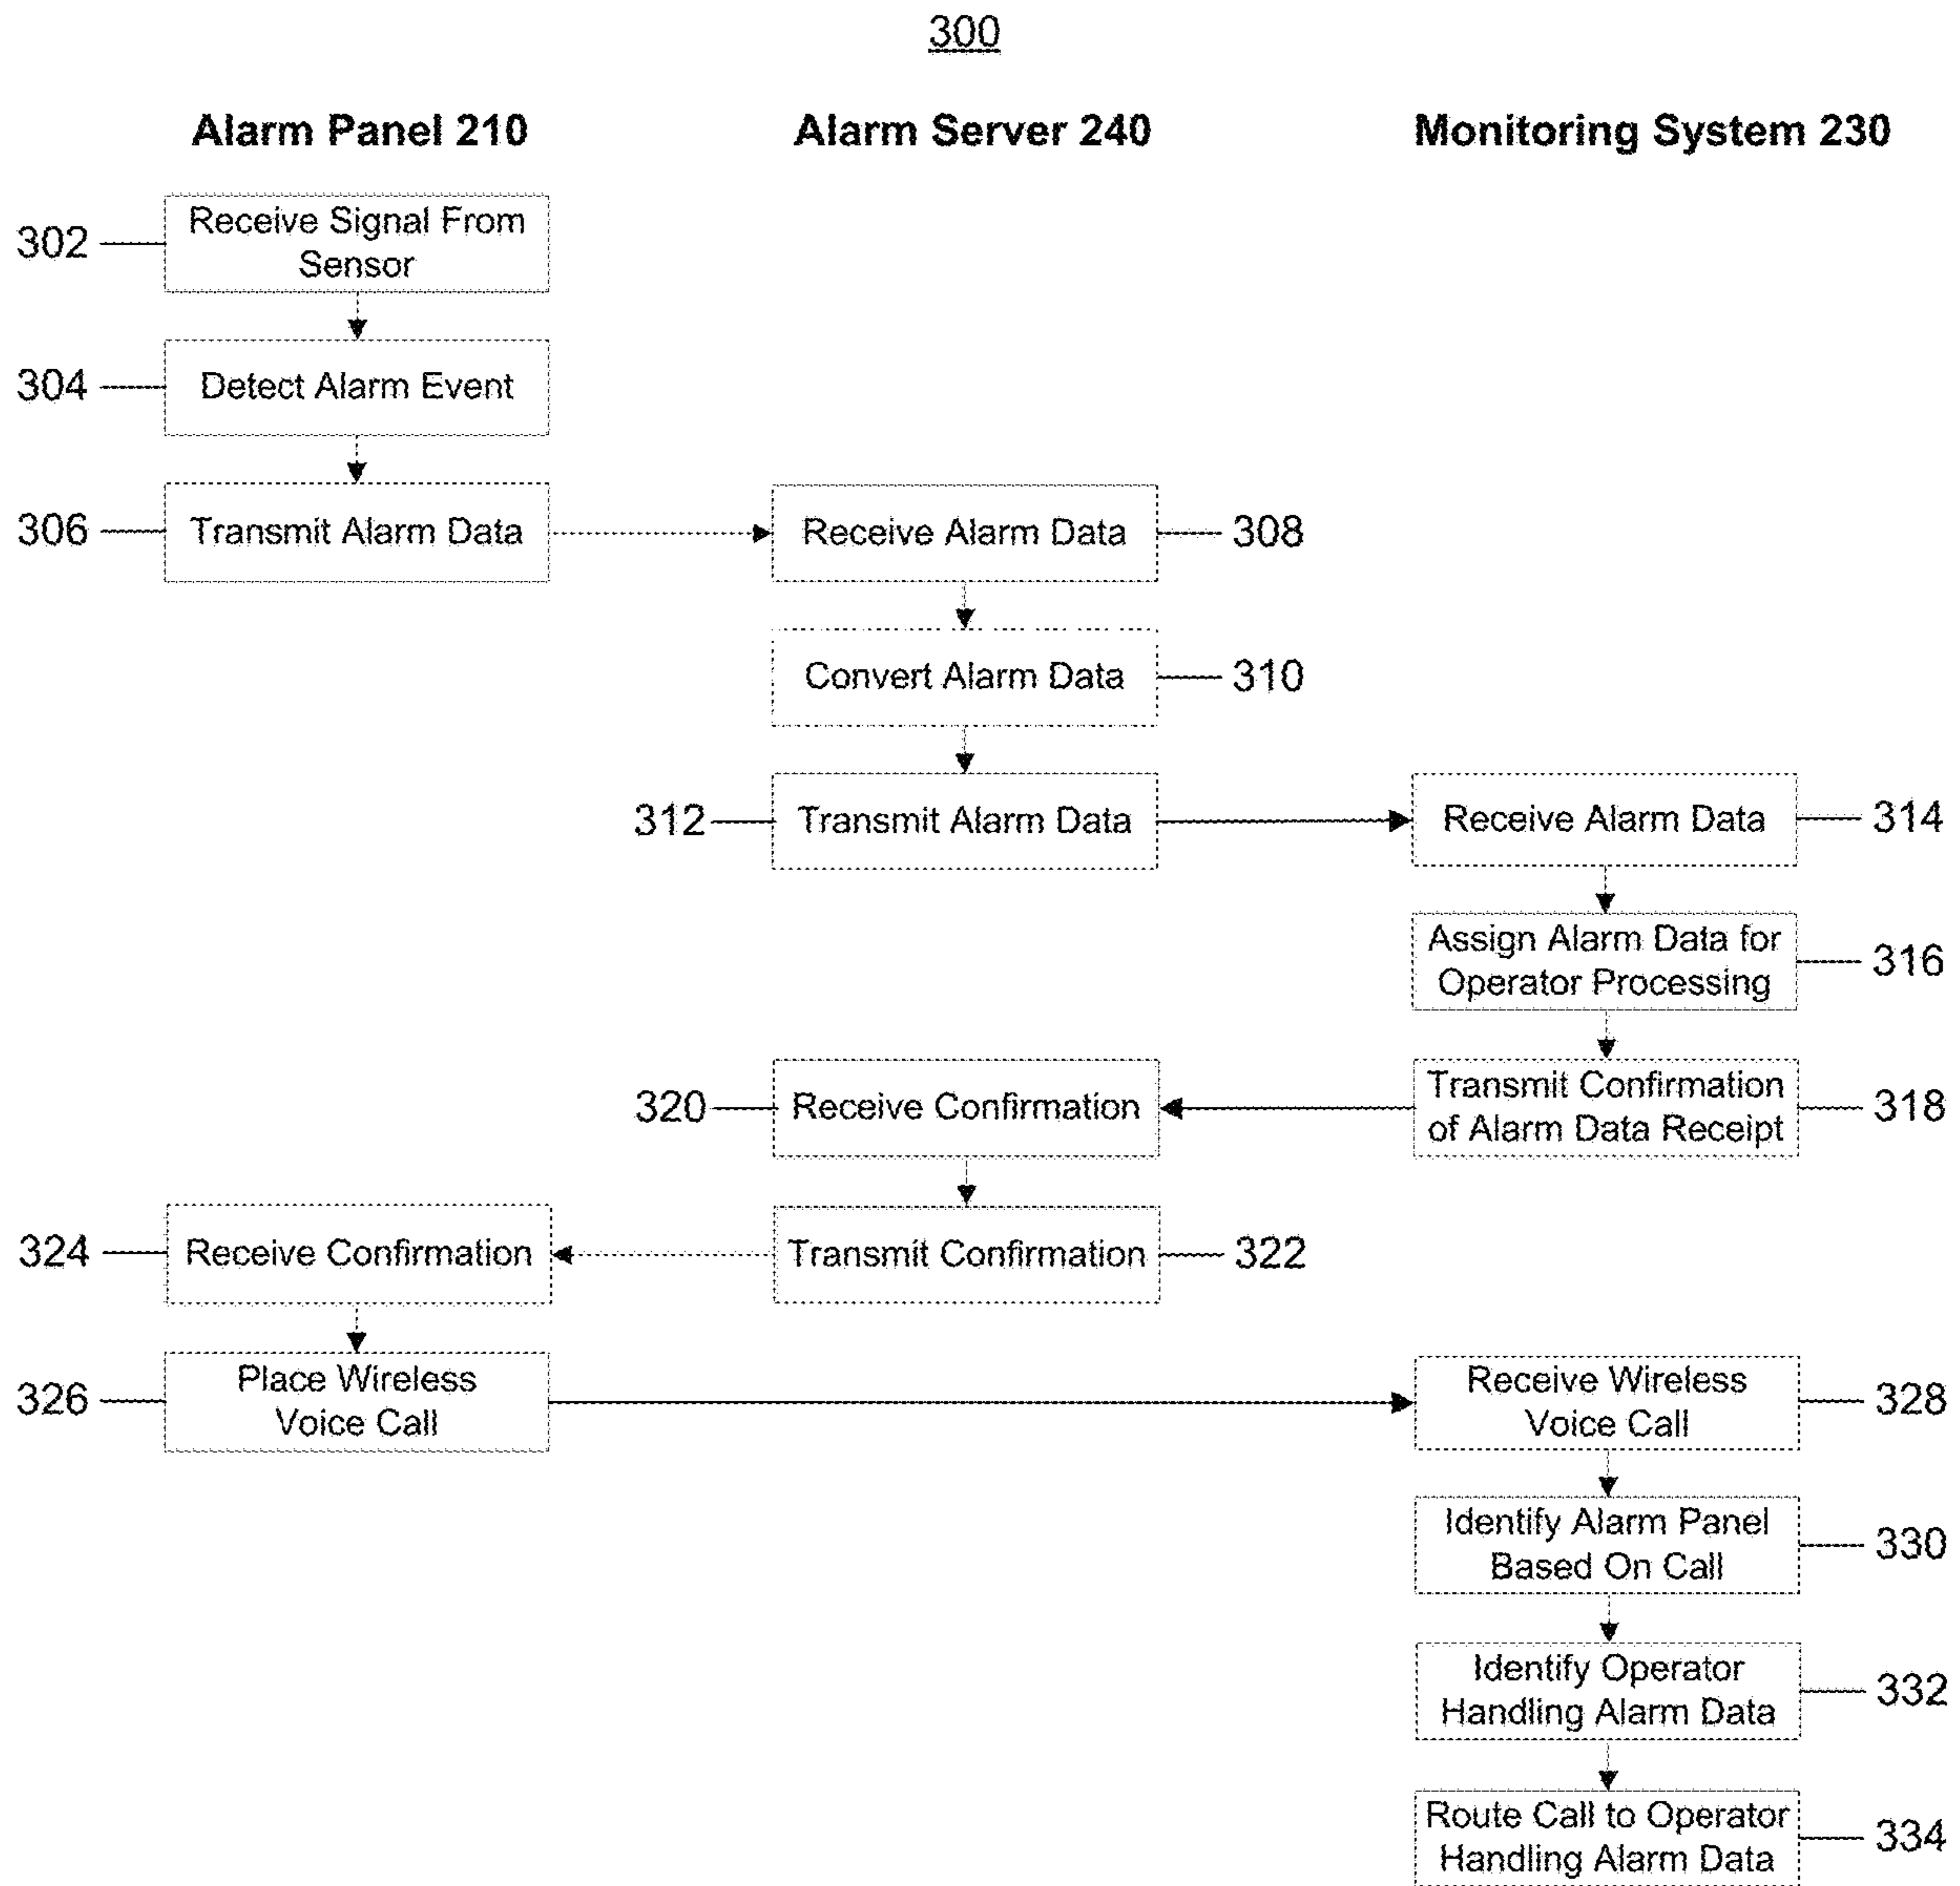 300
Alarm Panel 210
Alarm Server 240
Monitoring System 230
302
Receive Signal From
Sensor
304
Detect Alarm Event
306
Transmit Alarm Data
Receive Alarm Data
308
Convert Alarm Data
310
312
Transmit Alarm Data
Receive Alarm Data
314
Assign Alarm Data for
Operator Processing
316
320
Receive Confirmation
Transmit Confirmation
of Alarm Data Receipt
318
324
Receive Confirmation
Transmit Confirmation
322
326
Place Wireless
Voice Call
Receive Wireless
Voice Call
328
Identify Alarm Panel
Based On Call
330
Identify Operator
Handling Alarm Data
332
Route Call to Operator
Handling Alarm Data
334